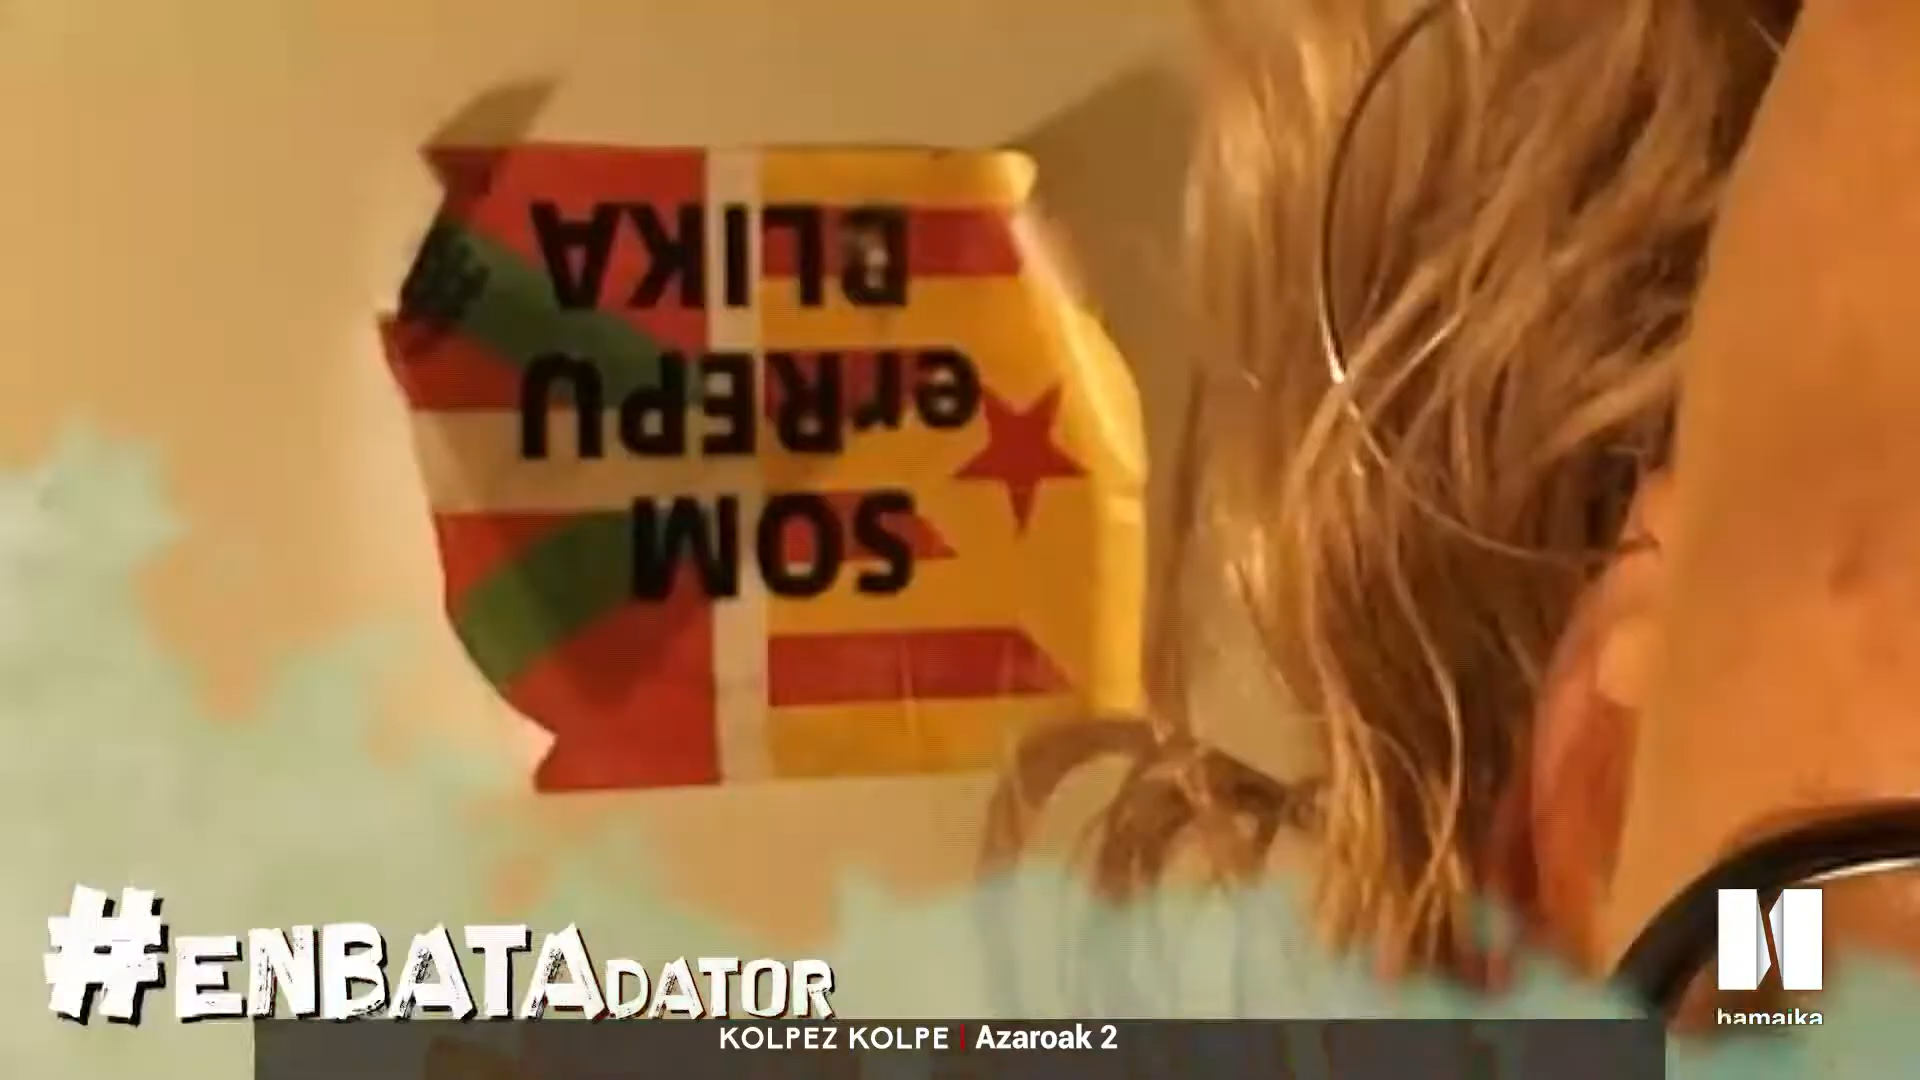 SOM
erREPU
BLIKA
#ENBATADATOR
KOLPEZ KOLPE | Azaroak 2
hamaika